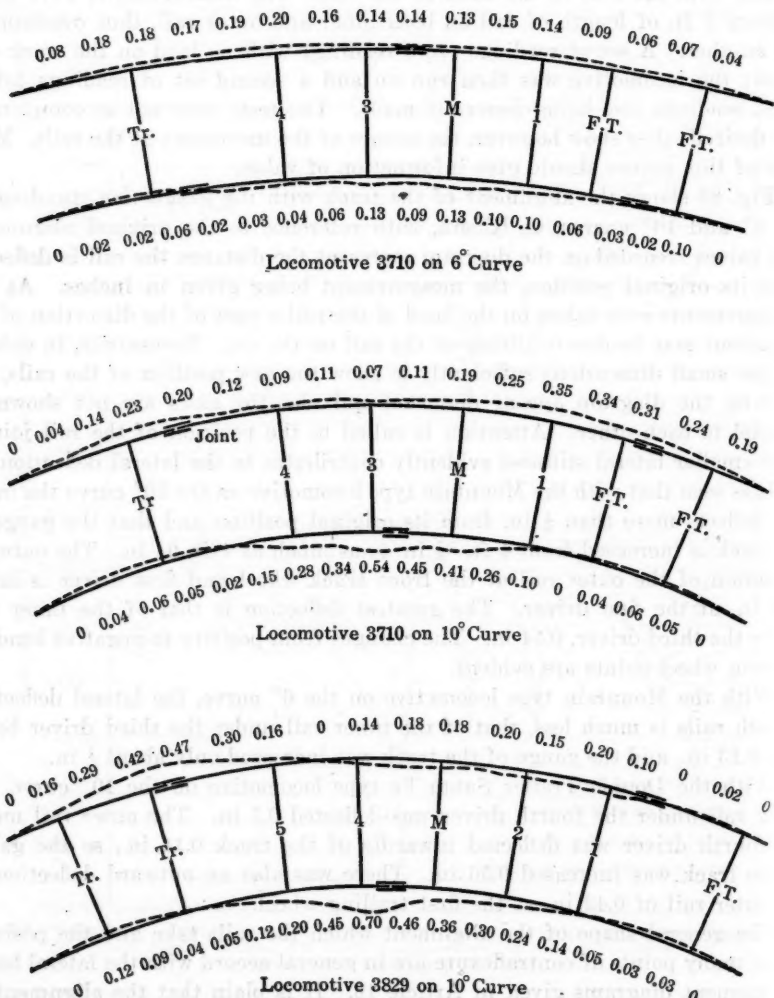 0.08 0.18 0.18 0.17 0.19 0.20 0.16 0.14 0.14 0.13 0.15 0.14 0.09 0.06 0.07 0.04
Tr. 4 3 M 1 F.T. F.T.
0 0.02 0.02 0.06 0.02 0.03 0.04 0.06 0.13 0.09 0.13 0.10 0.10 0.06 0.03 0.02 0.10 0
Locomotive 3710 on 6° Curve
0 0.04 0.14 0.23 0.20 0.12 0.09 0.11 0.07 0.11 0.19 0.25 0.35 0.34 0.31 0.24 0.19
Joint
Tr. 4 3 M 1 F.T. F.T.
0 0.04 0.06 0.05 0.02 0.15 0.28 0.34 0.54 0.45 0.41 0.26 0.10 0 0.04 0.06 0.05 0
Locomotive 3710 on 10° Curve
0 0.16 0.29 0.42 0.47 0.30 0.16 0 0.14 0.18 0.18 0.20 0.15 0.20 0.10 0 0.02 0
Tr. Tr. 5 4 M 2 1 F.T.
0 0.12 0.09 0.04 0.05 0.12 0.20 0.45 0.70 0.46 0.36 0.30 0.24 0.14 0.05 0.03 0.03 0
Locomotive 3829 on 10° Curve